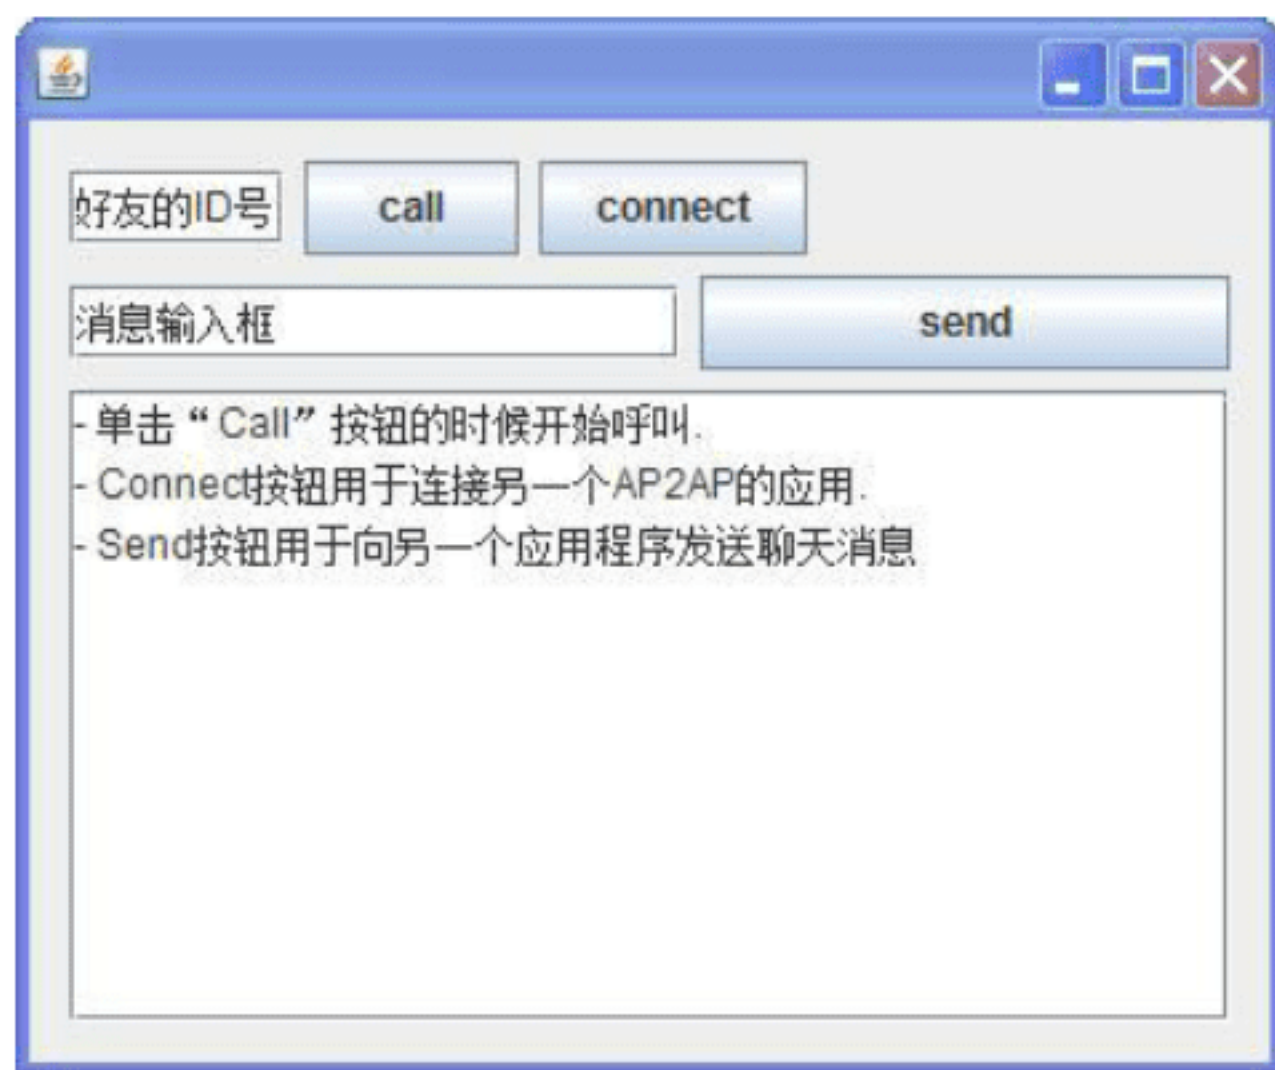 好友的ID号 call connect
消息输入框 send
- 单击“Call”按钮的时候开始呼叫.
- Connect按钮用于连接另一个AP2AP的应用.
- Send按钮用于向另一个应用程序发送聊天消息